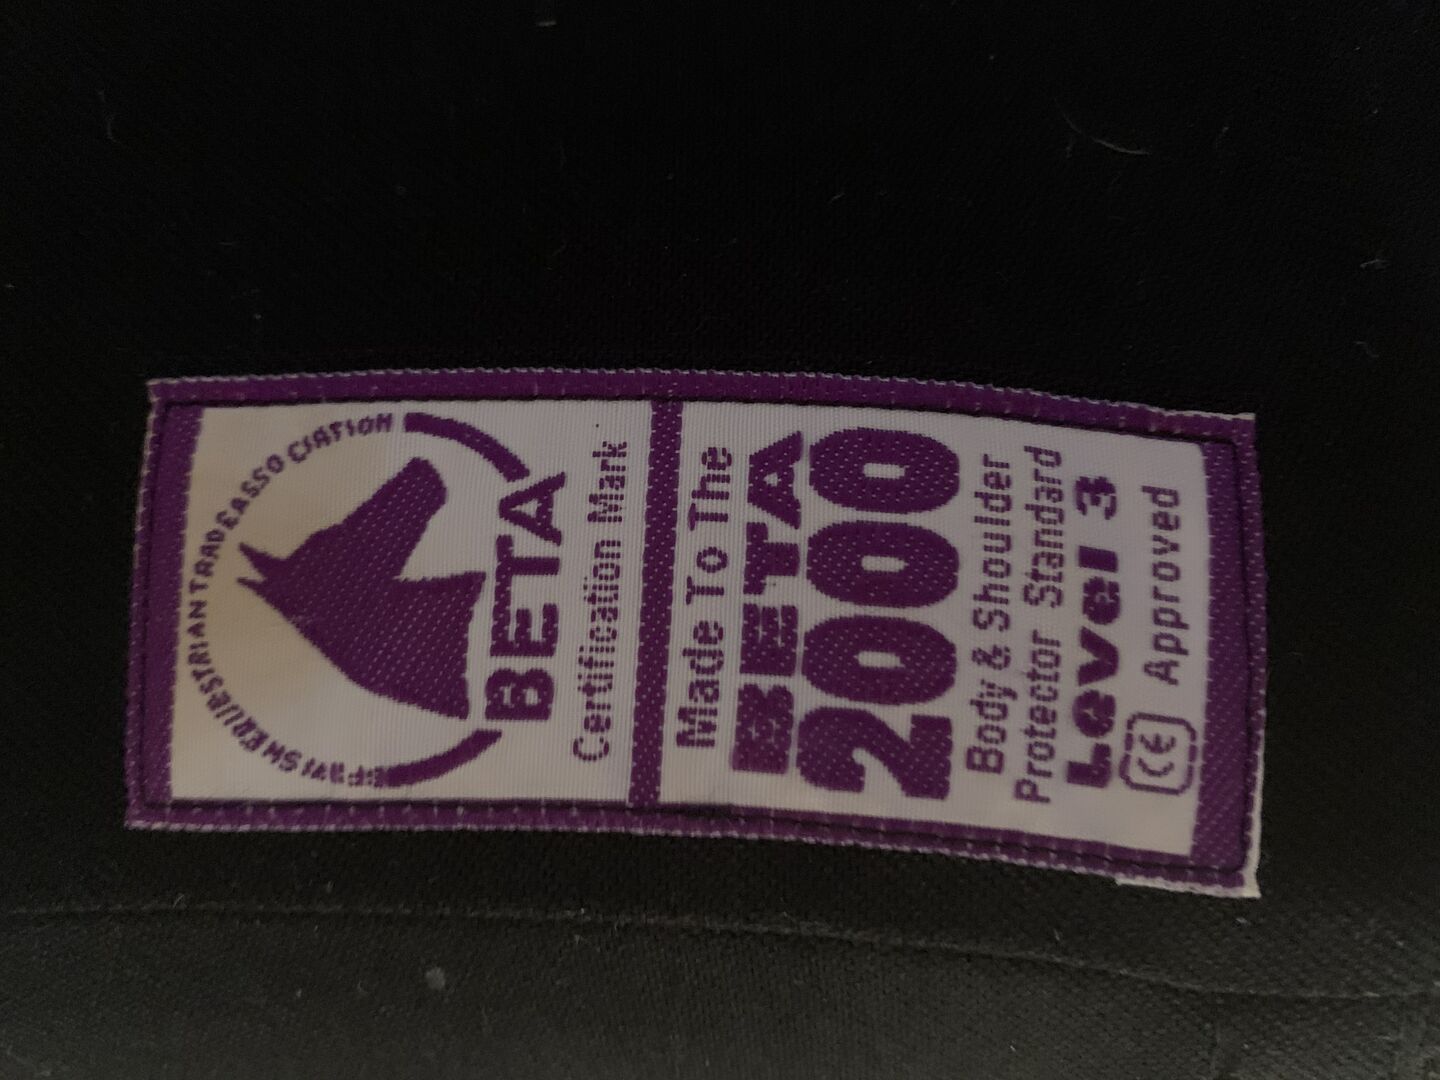 BRITISH EQUESTRIAN TRADE ASSOCIATION
BETA
Certification Mark
Made To The
BETA
2000
Body & Shoulder
Protector Standard
Level 3
CE Approved